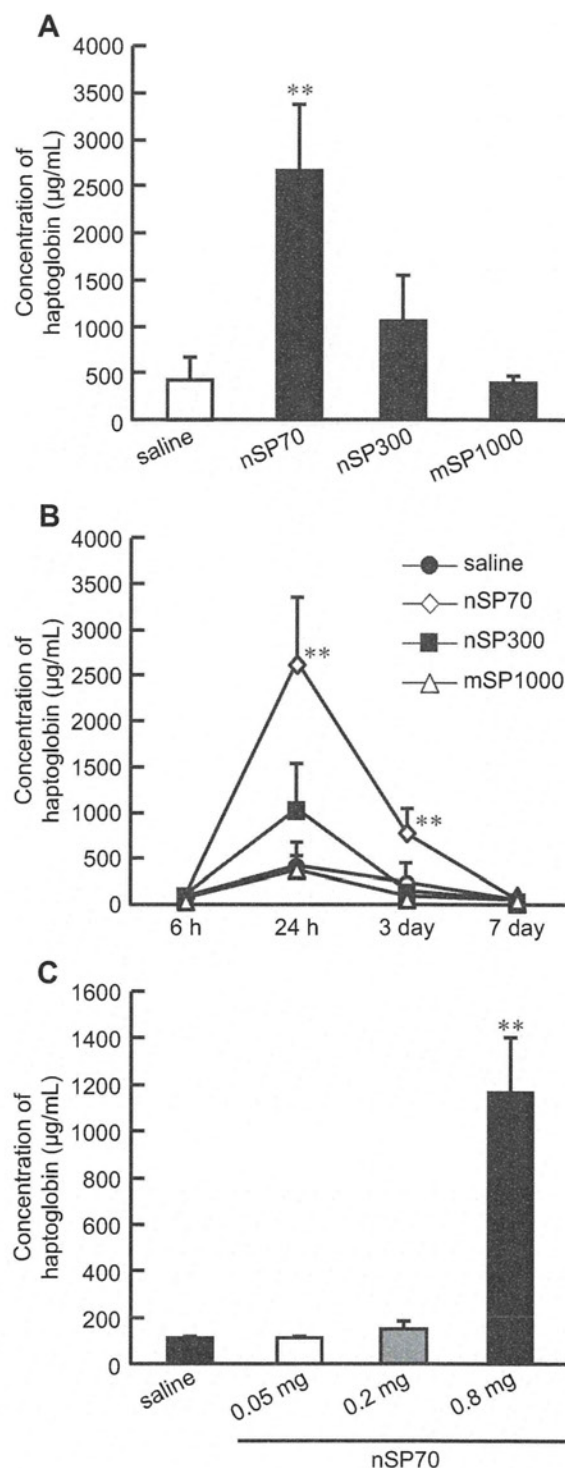 A
Concentration of
haptoglobin (µg/mL)
4000
3500
3000
2500
2000
1500
1000
500
0
**
saline
nSP70
nSP300
mSP1000
B
Concentration of
haptoglobin (µg/mL)
4000
3500
3000
2500
2000
1500
1000
500
0
saline
nSP70
nSP300
mSP1000
**
**
6 h 24 h 3 day 7 day
C
Concentration of
haptoglobin (µg/mL)
1600
1400
1200
1000
800
600
400
200
0
**
saline
0.05 mg
0.2 mg
0.8 mg
nSP70